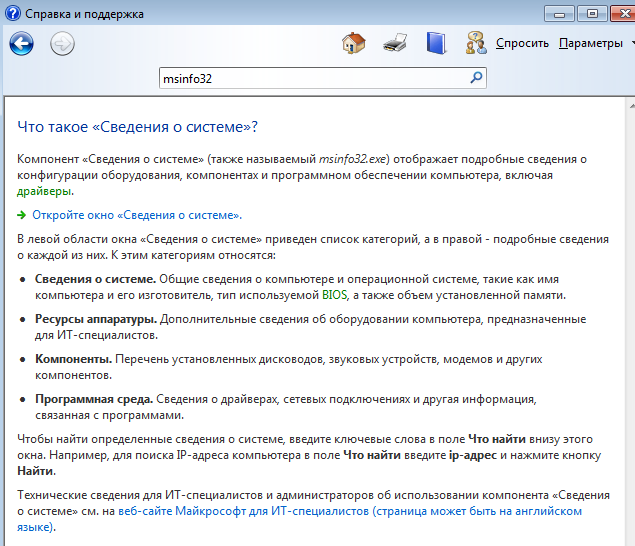 Справка и поддержка
Спросить Параметры
msinfo32
Что такое «Сведения о системе»?
Компонент «Сведения о системе» (также называемый msinfo32.exe) отображает подробные сведения о
конфигурации оборудования, компонентах и программном обеспечении компьютера, включая
драйверы.
Откройте окно «Сведения о системе».
В левой области окна «Сведения о системе» приведен список категорий, а в правой - подробные сведения
о каждой из них. К этим категориям относятся:
• Сведения о системе. Общие сведения о компьютере и операционной системе, такие как имя
компьютера и его изготовитель, тип используемой BIOS, а также объем установленной памяти.
• Ресурсы аппаратуры. Дополнительные сведения об оборудовании компьютера, предназначенные
для ИТ-специалистов.
• Компоненты. Перечень установленных дисководов, звуковых устройств, модемов и других
компонентов.
• Программная среда. Сведения о драйверах, сетевых подключениях и другая информация,
связанная с программами.
Чтобы найти определенные сведения о системе, введите ключевые слова в поле Что найти внизу этого
окна. Например, для поиска IP-адреса компьютера в поле Что найти введите ip-адрес и нажмите кнопку
Найти.
Технические сведения для ИТ-специалистов и администраторов об использовании компонента «Сведения
о системе» см. на веб-сайте Майкрософт для ИТ-специалистов (страница может быть на английском
языке).